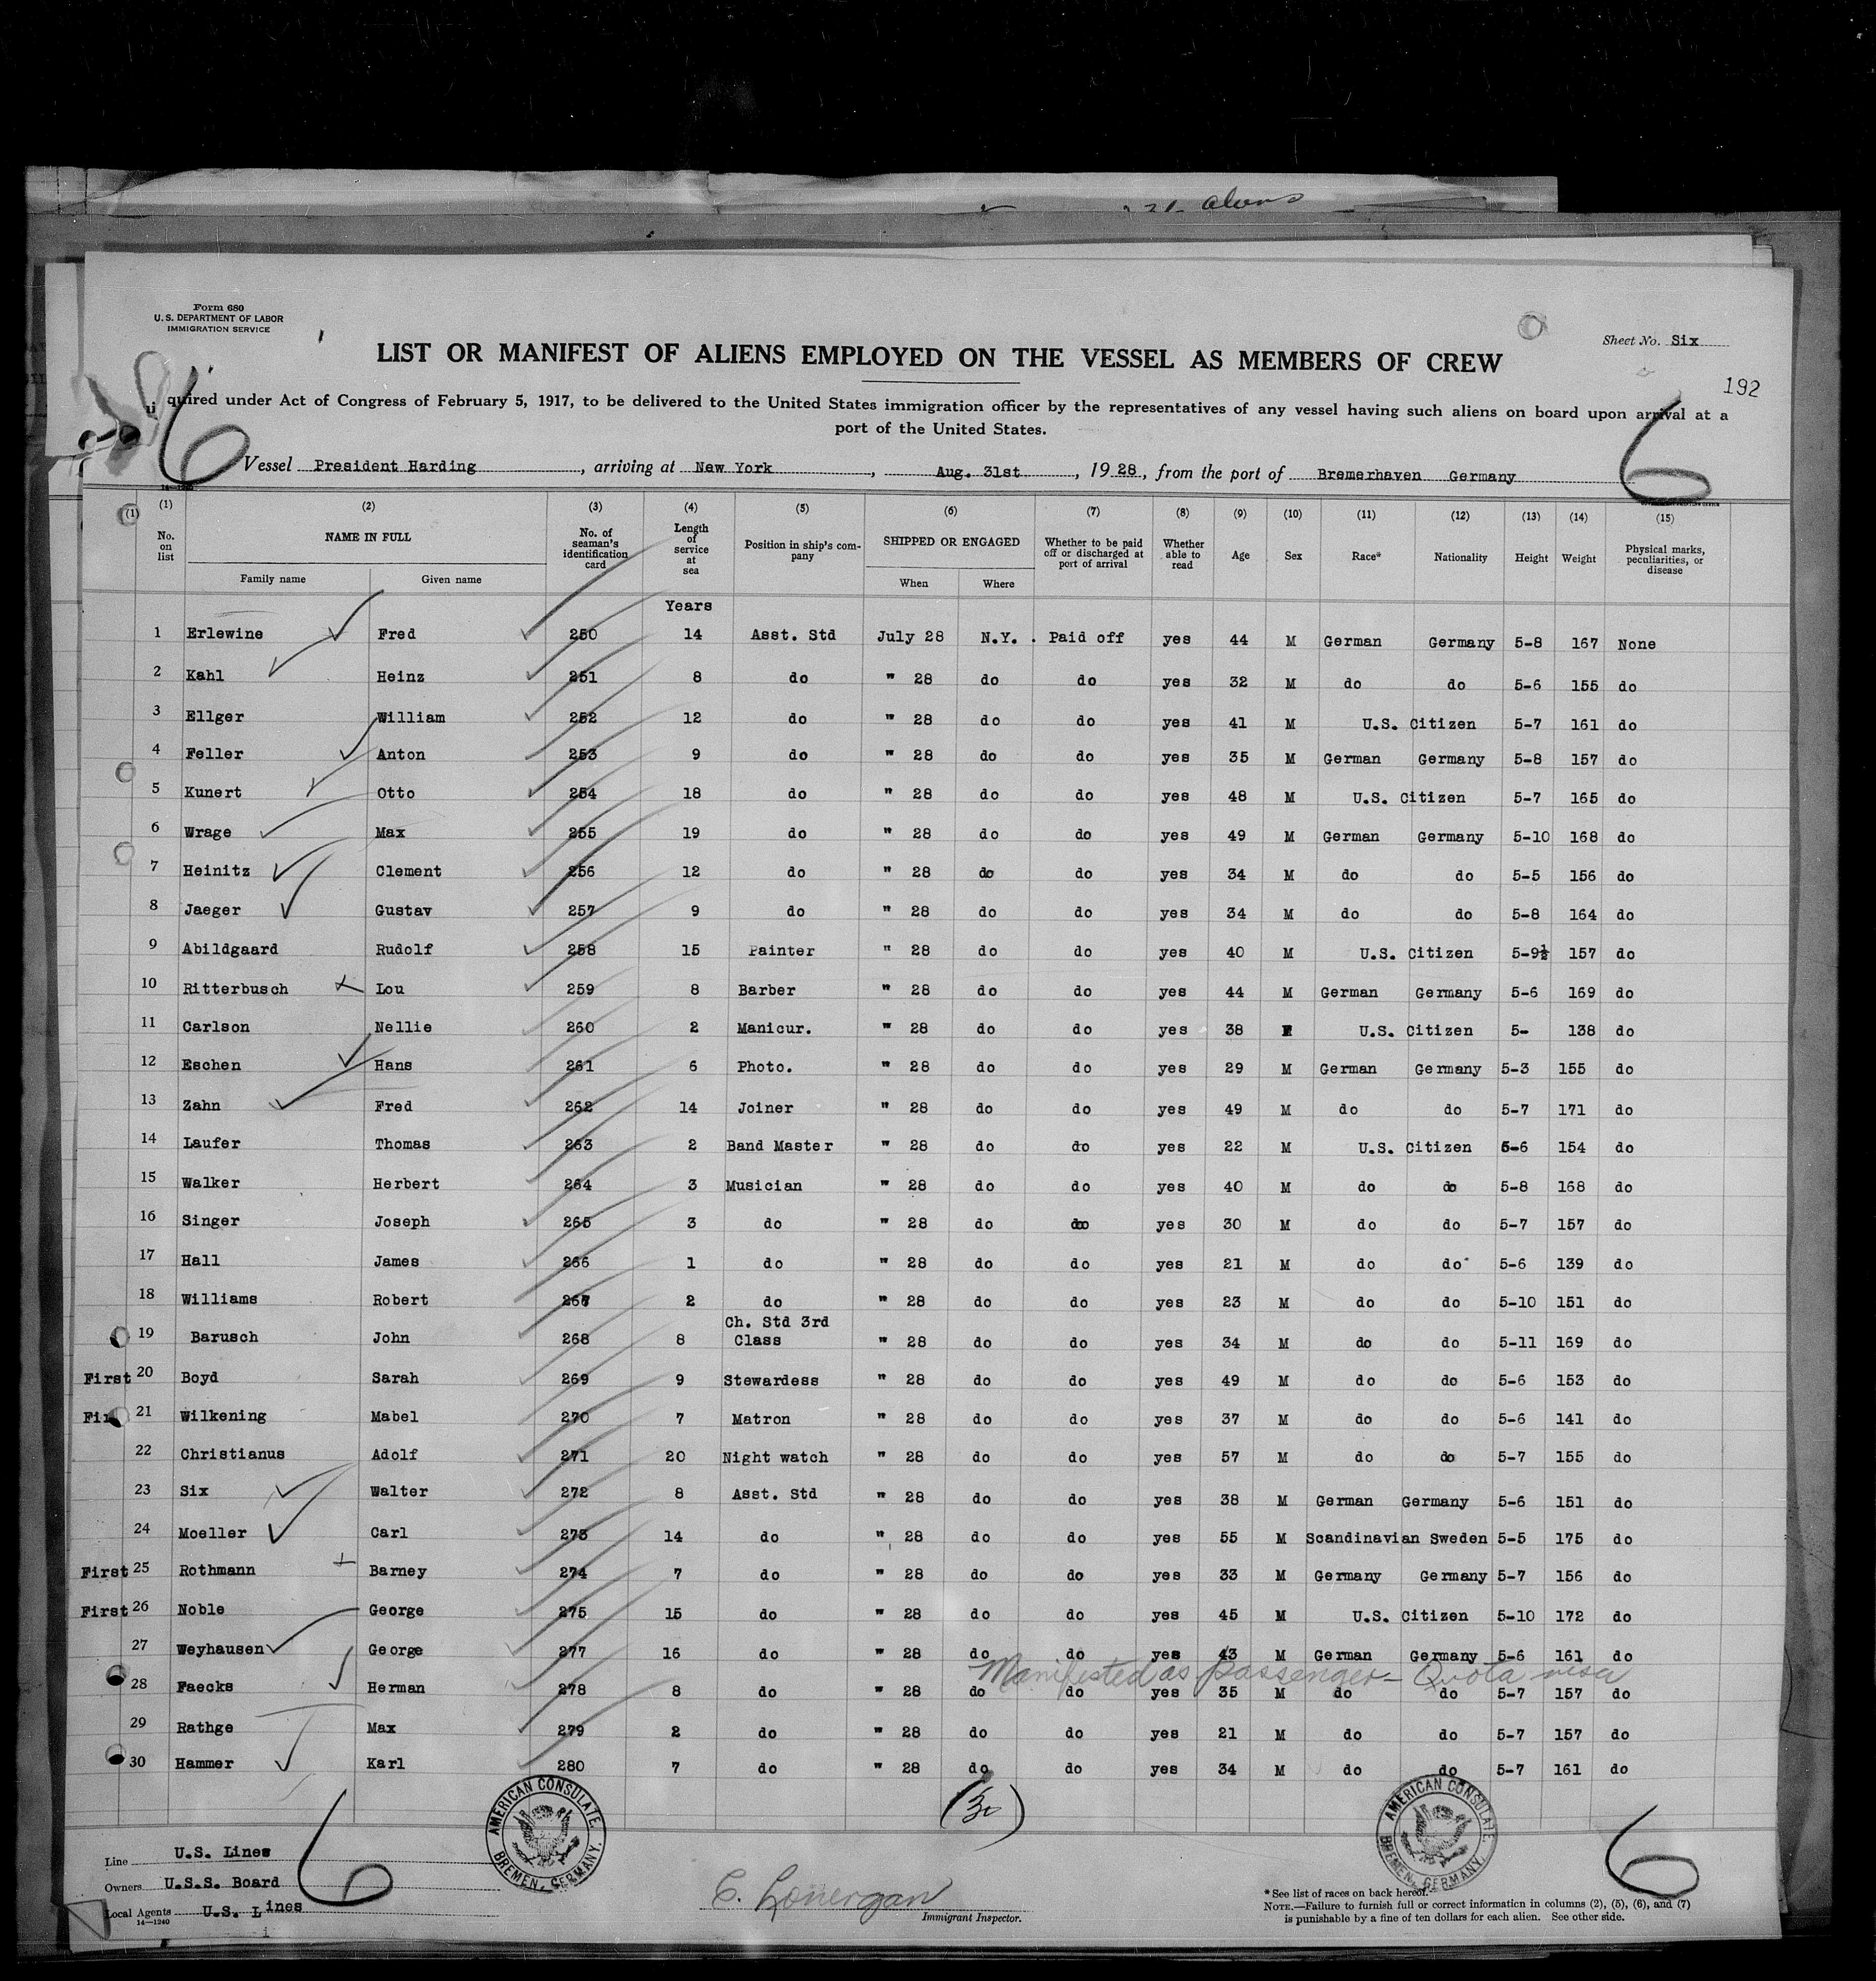 21 aliens
Form 680
U. S. DEPARTMENT OF LABOR
IMMIGRATION SERVICE
Sheet No. Six
LIST OR MANIFEST OF ALIENS EMPLOYED ON THE VESSEL AS MEMBERS OF CREW
192
quired under Act of Congress of February 5, 1917, to be delivered to the United States immigration officer by the representatives of any vessel having such aliens on board upon arrival at a
port of the United States.
6 6
Vessel President Harding, arriving at New York, Aug. 31st, 1928, from the port of Bremerhaven Germany
(1) (1) (2) (3) (4) (5) (6) (7) (8) (9) (10) (11) (12) (13) (14) (15)
No. on list NAME IN FULL Family name Given name No. of seaman's identification card Length of service at sea Position in ship's company SHIPPED OR ENGAGED When Where Whether to be paid off or discharged at port of arrival Whether able to read Age Sex Race* Nationality Height Weight Physical marks, peculiarities, or disease
Years
1 Erlewine Fred 250 14 Asst. Std July 28 N.Y. Paid off yes 44 M German Germany 5-8 167 None
2 Kahl Heinz 251 8 do " 28 do do yes 32 M do do 5-6 155 do
3 Ellger William 252 12 do " 28 do do yes 41 M U.S. Citizen 5-7 161 do
4 Feller Anton 253 9 do " 28 do do yes 35 M German Germany 5-8 157 do
5 Kunert Otto 254 18 do " 28 do do yes 48 M U.S. Citizen 5-7 165 do
6 Wrage Max 255 19 do " 28 do do yes 49 M German Germany 5-10 168 do
7 Heinitz Clement 256 12 do " 28 do do yes 34 M do do 5-5 156 do
8 Jaeger Gustav 257 9 do " 28 do do yes 34 M do do 5-8 164 do
9 Abildgaard Rudolf 258 15 Painter " 28 do do yes 40 M U.S. Citizen 5-9½ 157 do
10 Ritterbusch Lou 259 8 Barber " 28 do do yes 44 M German Germany 5-6 169 do
11 Carlson Nellie 260 2 Manicur. " 28 do do yes 38 U.S. Citizen 5- 138 do
12 Eschen Hans 261 6 Photo. " 28 do do yes 29 M German Germany 5-3 155 do
13 Zahn Fred 262 14 Joiner " 28 do do yes 49 M do do 5-7 171 do
14 Laufer Thomas 263 2 Band Master " 28 do do yes 22 M U.S. Citizen 5-6 154 do
15 Walker Herbert 264 3 Musician " 28 do do yes 40 M do do 5-8 168 do
16 Singer Joseph 265 3 do " 28 do do yes 30 M do do 5-7 157 do
17 Hall James 266 1 do " 28 do do yes 21 M do do 5-6 139 do
18 Williams Robert 267 2 do " 28 do do yes 23 M do do 5-10 151 do
19 Barusch John 268 8 Ch. Std 3rd Class " 28 do do yes 34 M do do 5-11 169 do
First 20 Boyd Sarah 269 9 Stewardess " 28 do do yes 49 M do do 5-6 153 do
Fir 21 Wilkening Mabel 270 7 Matron " 28 do do yes 37 M do do 5-6 141 do
22 Christianus Adolf 271 20 Night watch " 28 do do yes 57 M do do 5-7 155 do
23 Six Walter 272 8 Asst. Std " 28 do do yes 38 M German Germany 5-6 151 do
24 Moeller Carl 273 14 do " 28 do do yes 55 M Scandinavian Sweden 5-5 175 do
First 25 Rothmann Barney 274 7 do " 28 do do yes 33 M Germany Germany 5-7 156 do
First 26 Noble George 275 15 do " 28 do do yes 45 M U.S. Citizen 5-10 172 do
27 Weyhausen George 277 16 do " 28 do do yes 43 M German Germany 5-6 161 do
Manifested as passenger - Quota visa
28 Faecks Herman 278 8 do " 28 do do yes 35 M do do 5-7 157 do
29 Rathge Max 279 2 do " 28 do do yes 21 M do do 5-7 157 do
30 Hammer Karl 280 7 do " 28 do do yes 34 M do do 5-7 161 do
AMERICAN CONSULATE. BREMEN, GERMANY.
(30)
AMERICAN CONSULATE. BREMEN, GERMANY.
6 6
Line U.S. Lines
Owners U.S.S. Board
Local Agents U.S. Lines
14—1240
E. Lonergan
Immigrant Inspector.
* See list of races on back hereof.
NOTE.—Failure to furnish full or correct information in columns (2), (5), (6), and (7)
is punishable by a fine of ten dollars for each alien. See other side.